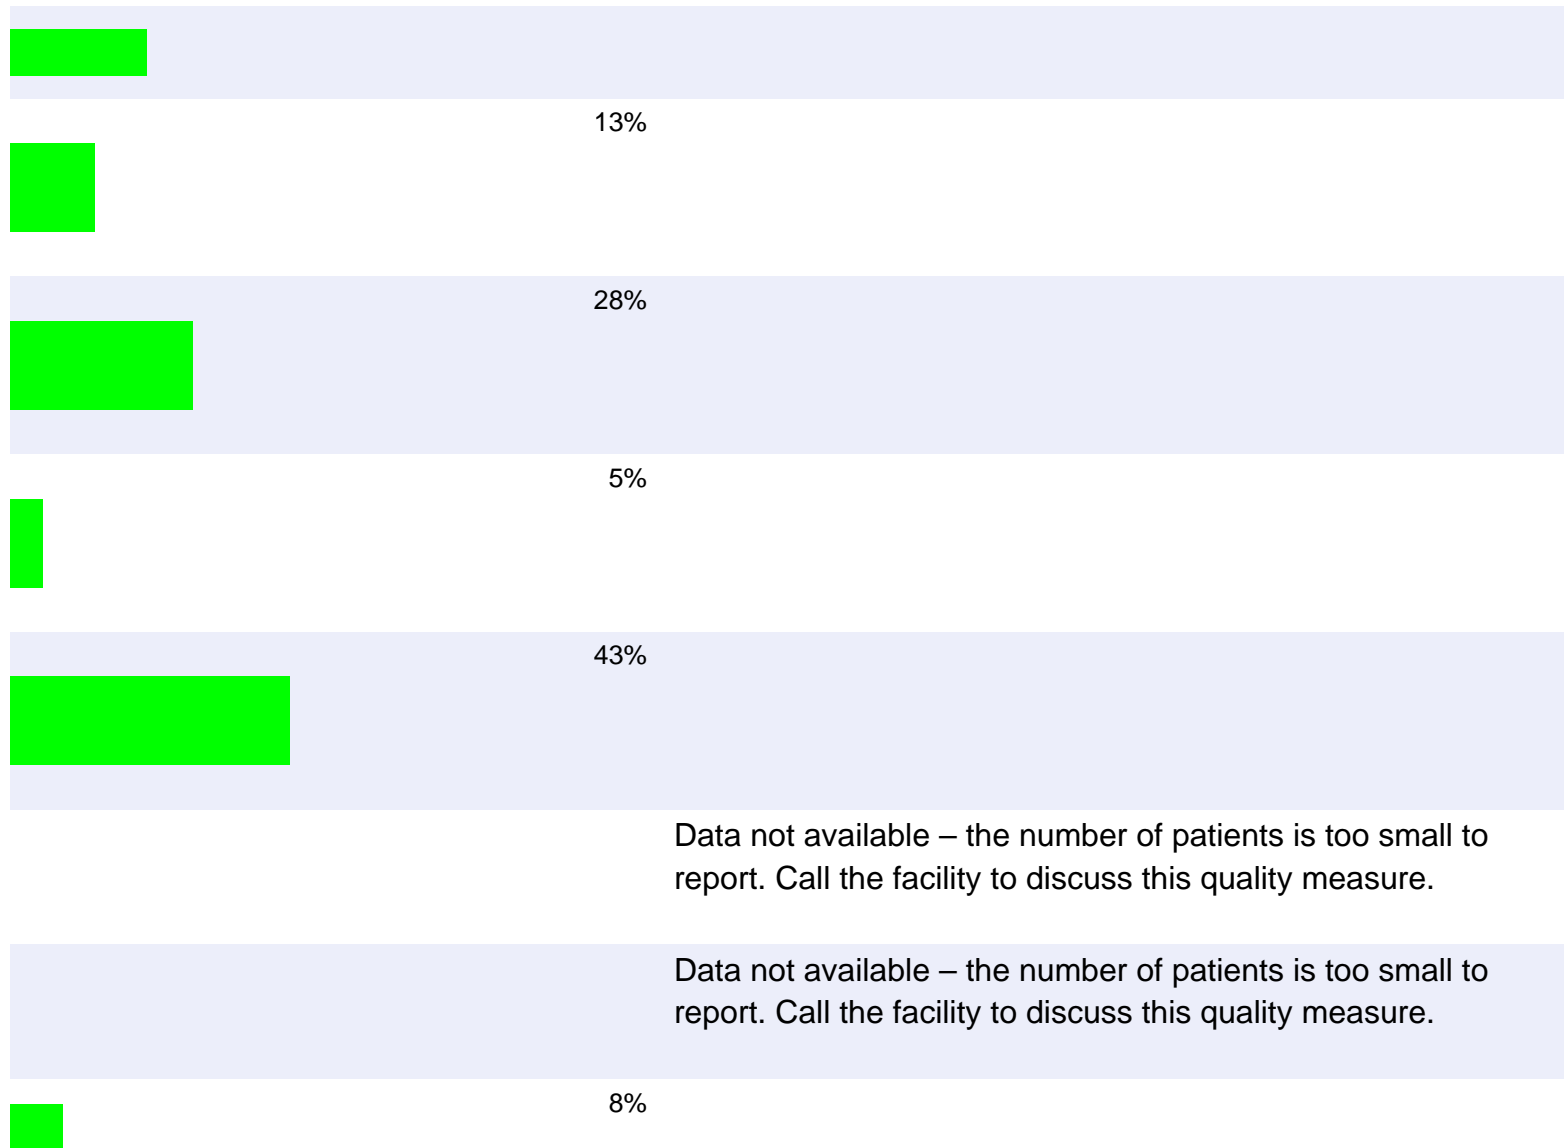 13%
28%
5%
43%
Data not available – the number of patients is too small to
report. Call the facility to discuss this quality measure.
Data not available – the number of patients is too small to
report. Call the facility to discuss this quality measure.
8%